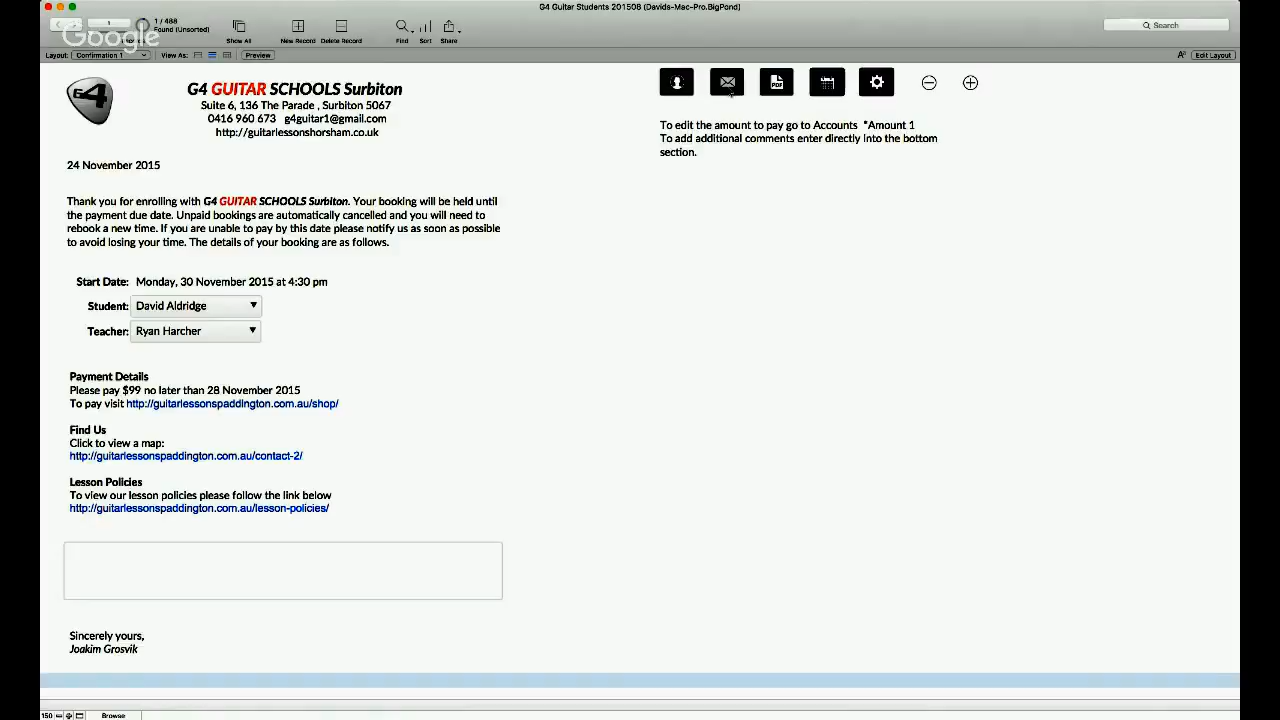 G4 Guitar Students 201508 (Davids-Mac-Pro.BigPond)
Google
1
1 / 488
Found (Unsorted)
Show All
New Record
Delete Record
Find
Sort
Share
Search
Layout:
Confirmation 1
View As:
Preview
Edit Layout
G4
G4 GUITAR SCHOOLS Surbiton
Suite 6, 136 The Parade , Surbiton 5067
0416 960 673 g4guitar1@gmail.com
http://guitarlessonshorsham.co.uk
PDF
To edit the amount to pay go to Accounts *Amount 1
To add additional comments enter directly into the bottom
section.
24 November 2015
Thank you for enrolling with G4 GUITAR SCHOOLS Surbiton. Your booking will be held until
the payment due date. Unpaid bookings are automatically cancelled and you will need to
rebook a new time. If you are unable to pay by this date please notify us as soon as possible
to avoid losing your time. The details of your booking are as follows.
Start Date: Monday, 30 November 2015 at 4:30 pm
Student: David Aldridge
Teacher: Ryan Harcher
Payment Details
Please pay $99 no later than 28 November 2015
To pay visit http://guitarlessonspaddington.com.au/shop/
Find Us
Click to view a map:
http://guitarlessonspaddington.com.au/contact-2/
Lesson Policies
To view our lesson policies please follow the link below
http://guitarlessonspaddington.com.au/lesson-policies/
Sincerely yours,
Joakim Grosvik
150
Browse